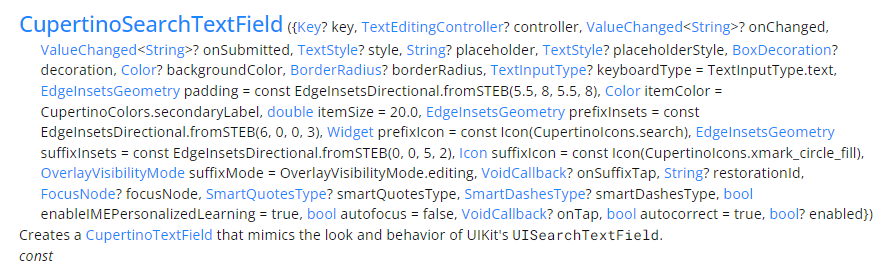 CupertinoSearchTextField ({Key? key, TextEditingController? controller, ValueChanged<String>? onChanged,
ValueChanged<String>? onSubmitted, TextStyle? style, String? placeholder, TextStyle? placeholderStyle, BoxDecoration?
decoration, Color? backgroundColor, BorderRadius? borderRadius, TextInputType? keyboardType = TextInputType.text,
EdgeInsetsGeometry padding = const EdgeInsetsDirectional.fromSTEB(5.5, 8, 5.5, 8), Color itemColor =
CupertinoColors.secondaryLabel, double itemSize = 20.0, EdgeInsetsGeometry prefixInsets = const
EdgeInsetsDirectional.fromSTEB(6, 0, 0, 3), Widget prefixIcon = const Icon(CupertinoIcons.search), EdgeInsetsGeometry
suffixInsets = const EdgeInsetsDirectional.fromSTEB(0, 0, 5, 2), Icon suffixIcon = const Icon(CupertinoIcons.xmark_circle_fill),
OverlayVisibilityMode suffixMode = OverlayVisibilityMode.editing, VoidCallback? onSuffixTap, String? restorationId,
FocusNode? focusNode, SmartQuotesType? smartQuotesType, SmartDashesType? smartDashesType, bool
enableIMEPersonalizedLearning = true, bool autofocus = false, VoidCallback? onTap, bool autocorrect = true, bool? enabled})
Creates a CupertinoTextField that mimics the look and behavior of UIKit's UISearchTextField.
const